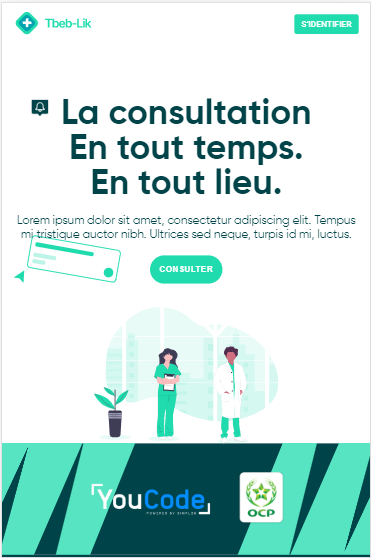 Tbeb-Lik
S'IDENTIFIER
La consultation
En tout temps.
En tout lieu.
Lorem ipsum dolor sit amet, consectetur adipiscing elit. Tempus
mi tristique auctor nibh. Ultrices sed neque, turpis id mi, luctus.
CONSULTER
YouCode
POWERED BY SIMPLON
OCP